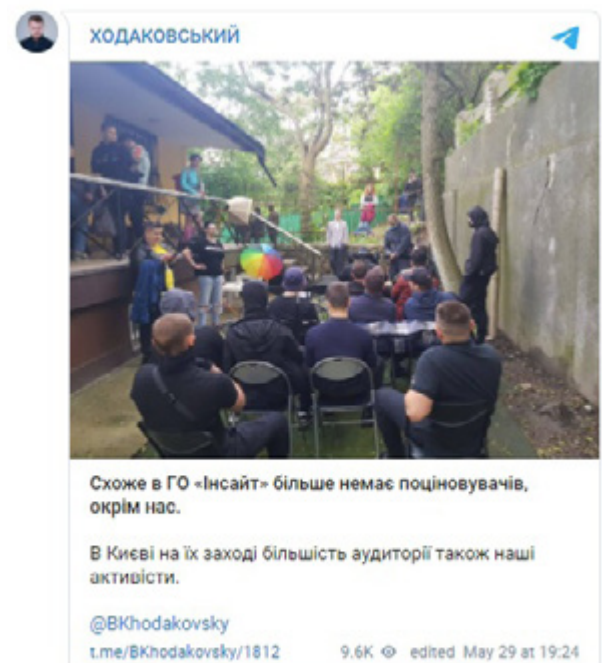 ХОДАКОВСЬКИЙ
Схоже в ГО «Інсайт» більше немає поціновувачів,
окрім нас.
В Києві на їх заході більшість аудиторії також наші
активісти.
@BKhodakovsky
t.me/BKhodakovsky/1812 9.6K edited May 29 at 19:24